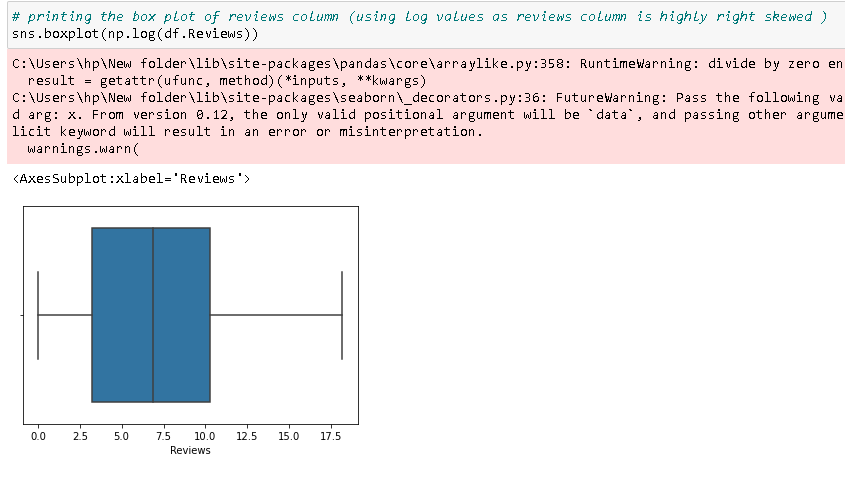 # printing the box plot of reviews column (using log values as reviews column is highly right skewed )
sns.boxplot(np.log(df.Reviews))
C:\Users\hp\New folder\lib\site-packages\pandas\core\arraylike.py:358: RuntimeWarning: divide by zero en
result = getattr(ufunc, method)(*inputs, **kwargs)
C:\Users\hp\New folder\lib\site-packages\seaborn\_decorators.py:36: FutureWarning: Pass the following va
d arg: x. From version 0.12, the only valid positional argument will be `data`, and passing other argume
licit keyword will result in an error or misinterpretation.
warnings.warn(
<AxesSubplot:xlabel='Reviews'>
0.0 2.5 5.0 7.5 10.0 12.5 15.0 17.5
Reviews